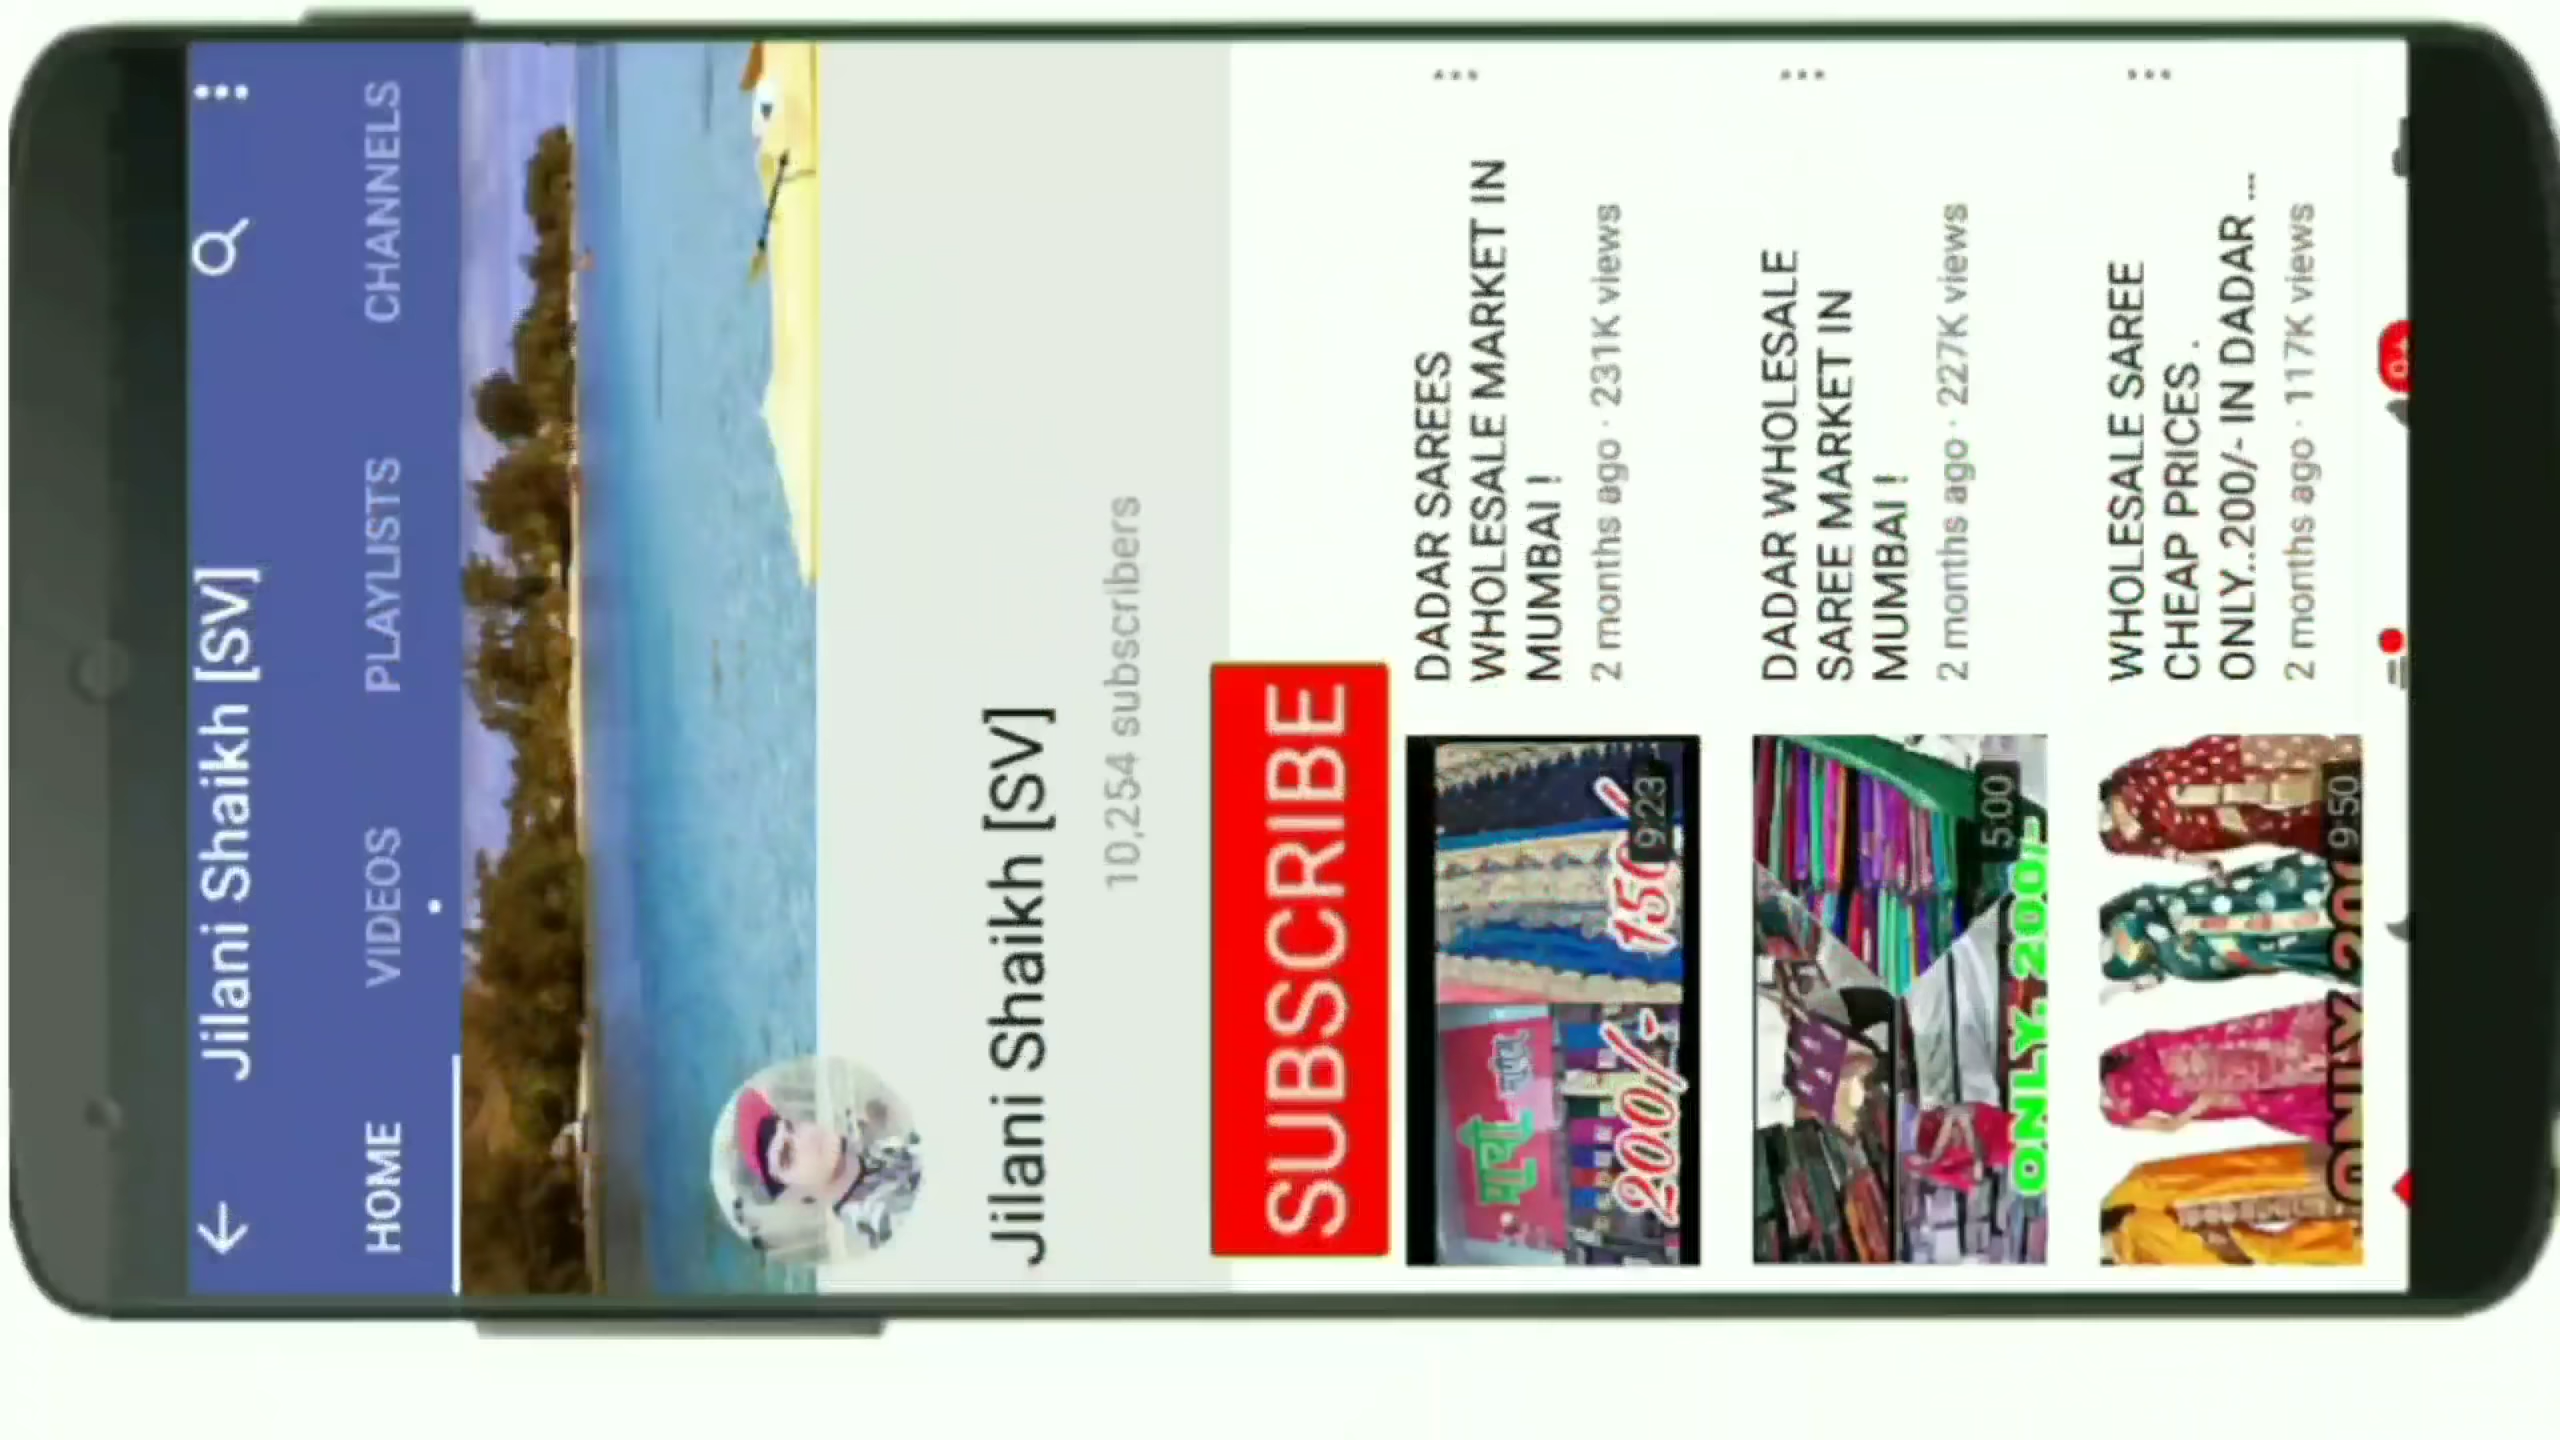 Jilani Shaikh [SV]
HOME VIDEOS PLAYLISTS CHANNELS
Jilani Shaikh [SV]
10,254 subscribers
SUBSCRIBE
DADAR SAREES
WHOLESALE MARKET IN
MUMBAI !
2 months ago · 231K views
200/-
9:23
DADAR WHOLESALE
SAREE MARKET IN
MUMBAI !
2 months ago · 227K views
5:00
ONLY. 200/-
WHOLESALE SAREE
CHEAP PRICES .
ONLY..200/- IN DADAR ...
2 months ago · 117K views
9:50
ONLY